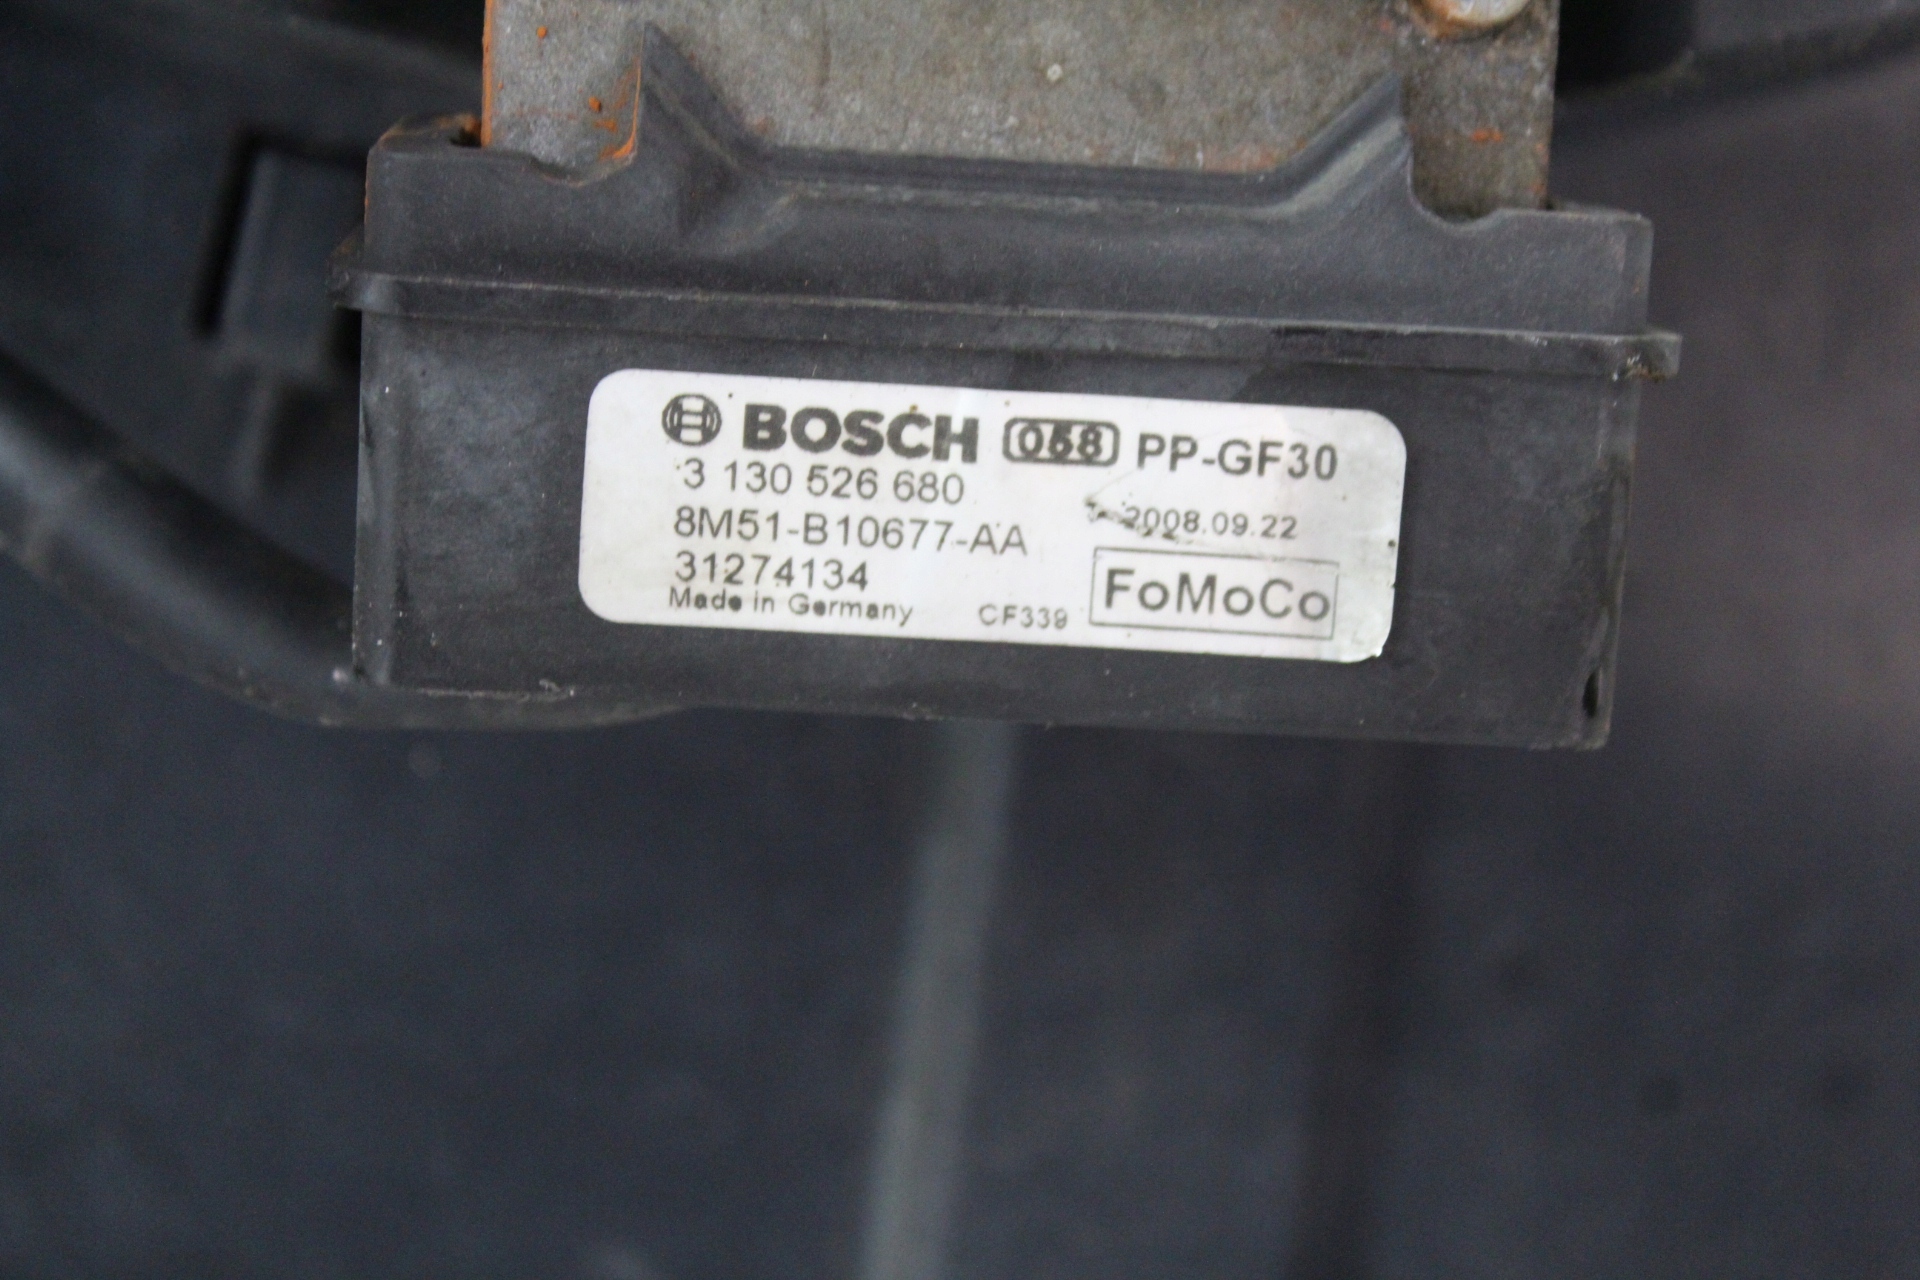 BOSCH 068 PP-GF30
3 130 526 680
8M51-B10677-AA 2008.09.22
31274134
Made in Germany CF339 FoMoCo